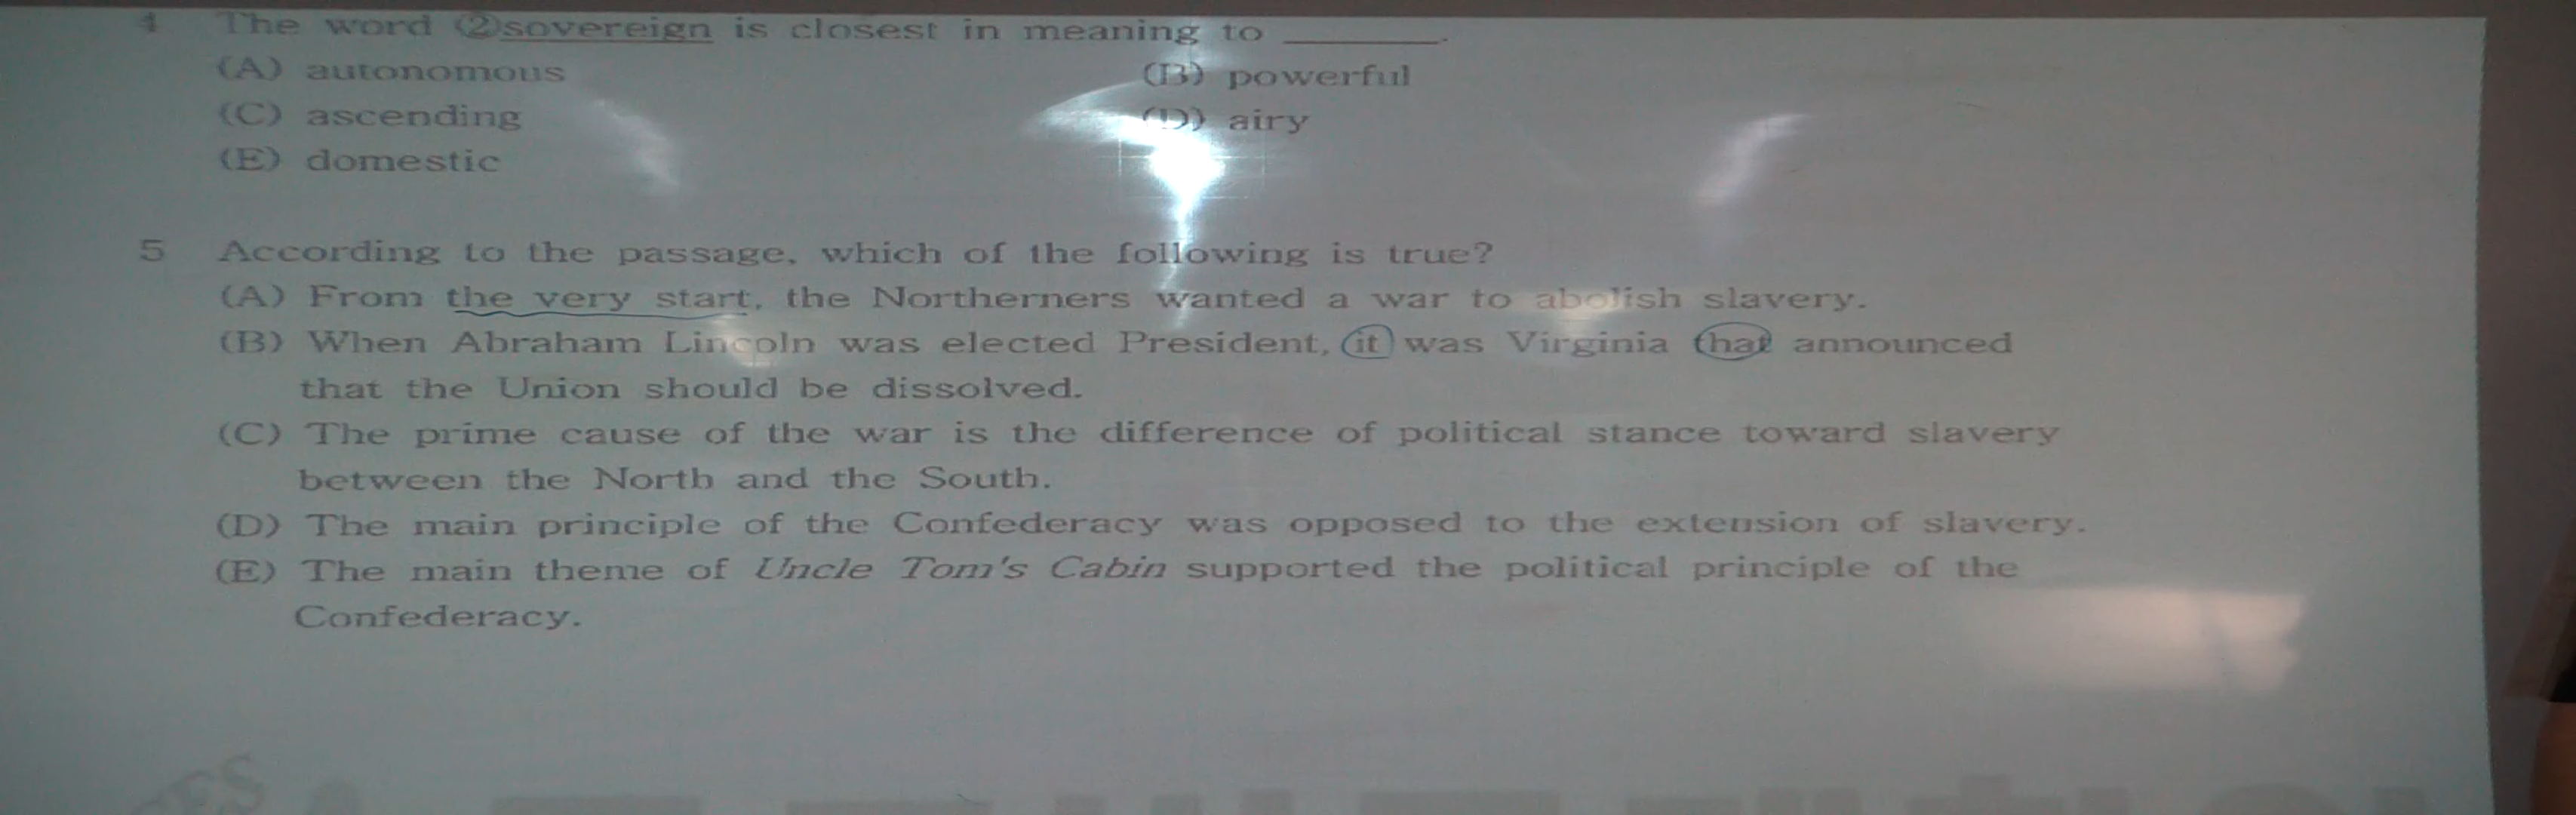 4 The word ②sovereign is closest in meaning to ______.
(A) autonomous (B) powerful
(C) ascending (D) airy
(E) domestic
5 According to the passage, which of the following is true?
(A) From the very start, the Northerners wanted a war to abolish slavery.
(B) When Abraham Lincoln was elected President, it was Virginia that announced
that the Union should be dissolved.
(C) The prime cause of the war is the difference of political stance toward slavery
between the North and the South.
(D) The main principle of the Confederacy was opposed to the extension of slavery.
(E) The main theme of Uncle Tom's Cabin supported the political principle of the
Confederacy.